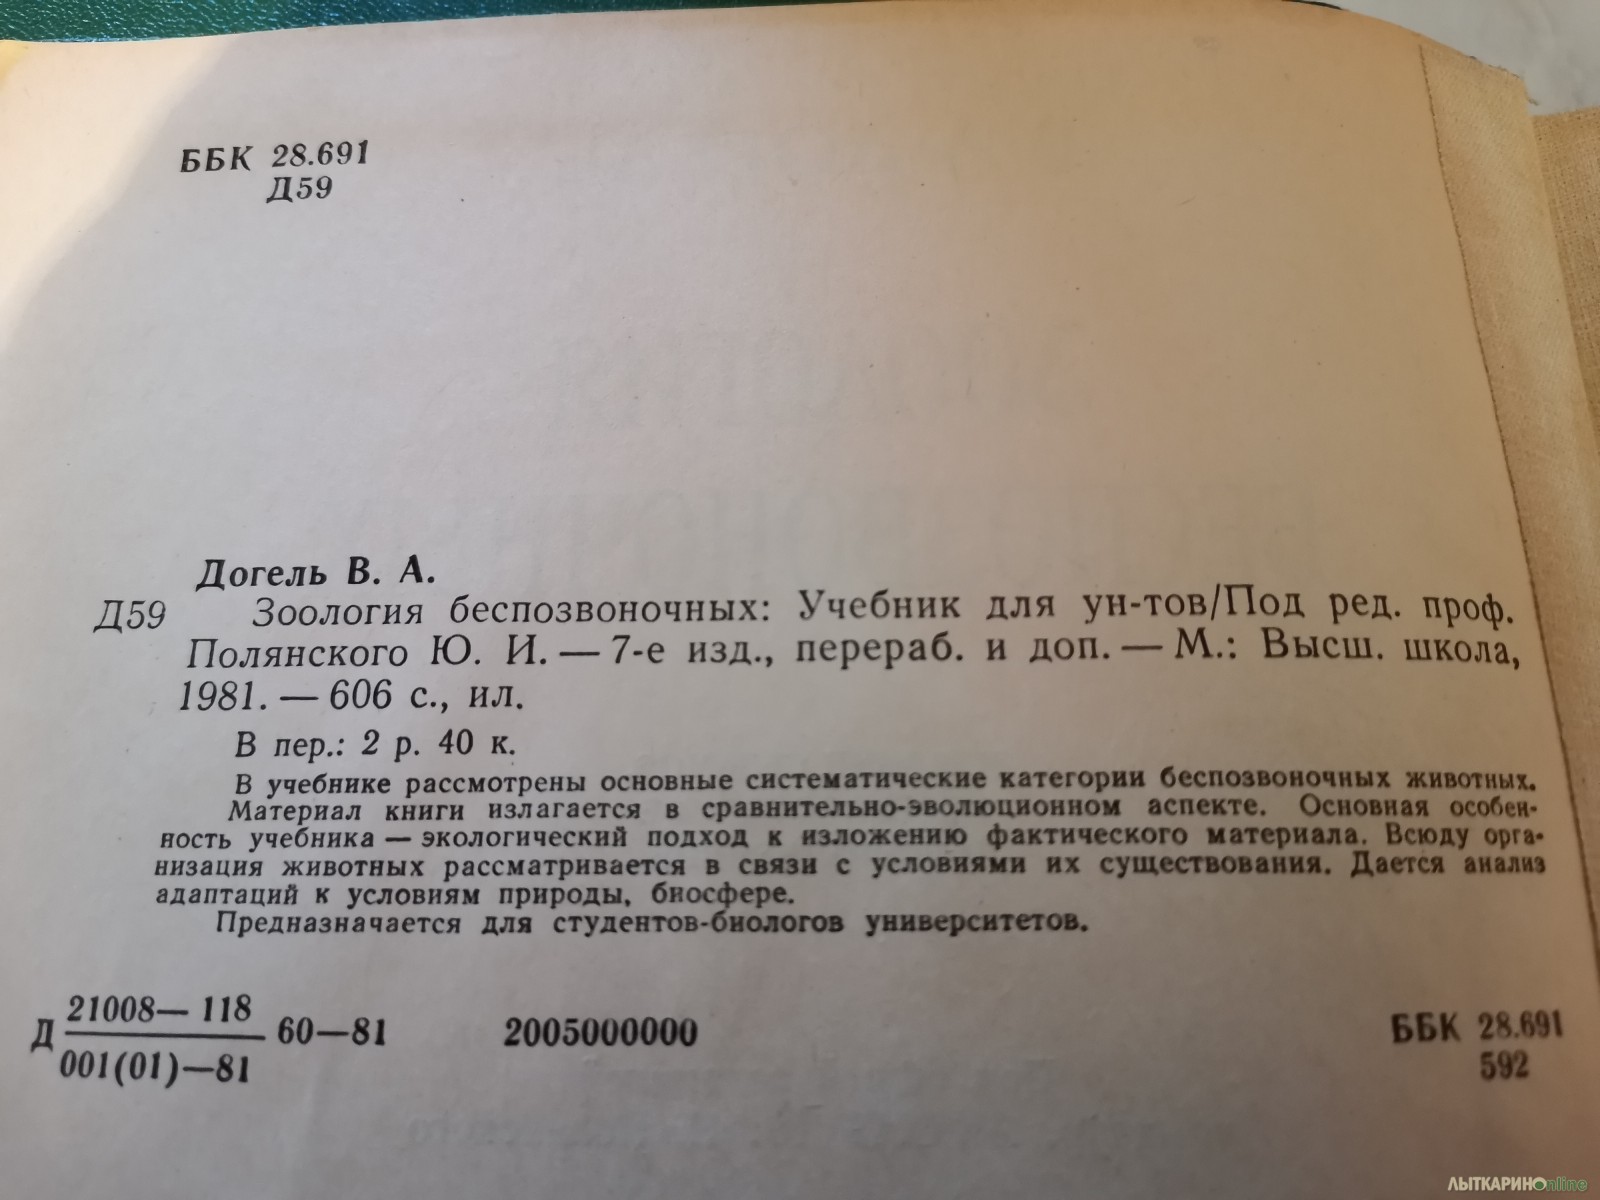 ББК 28.691
Д59
Догель В. А.
Д59 Зоология беспозвоночных: Учебник для ун-тов/Под ред. проф.
Полянского Ю. И. — 7-е изд., перераб. и доп. — М.: Высш. школа,
1981. — 606 с., ил.
В пер.: 2 р. 40 к.
В учебнике рассмотрены основные систематические категории беспозвоночных животных.
Материал книги излагается в сравнительно-эволюционном аспекте. Основная особен-
ность учебника — экологический подход к изложению фактического материала. Всюду орга-
низация животных рассматривается в связи с условиями их существования. Дается анализ
адаптаций к условиям природы, биосфере.
Предназначается для студентов-биологов университетов.
Д 21008— 118
001(01)—81 60—81 2005000000 ББК 28.691
592
ЛЫТКАРИНОonline